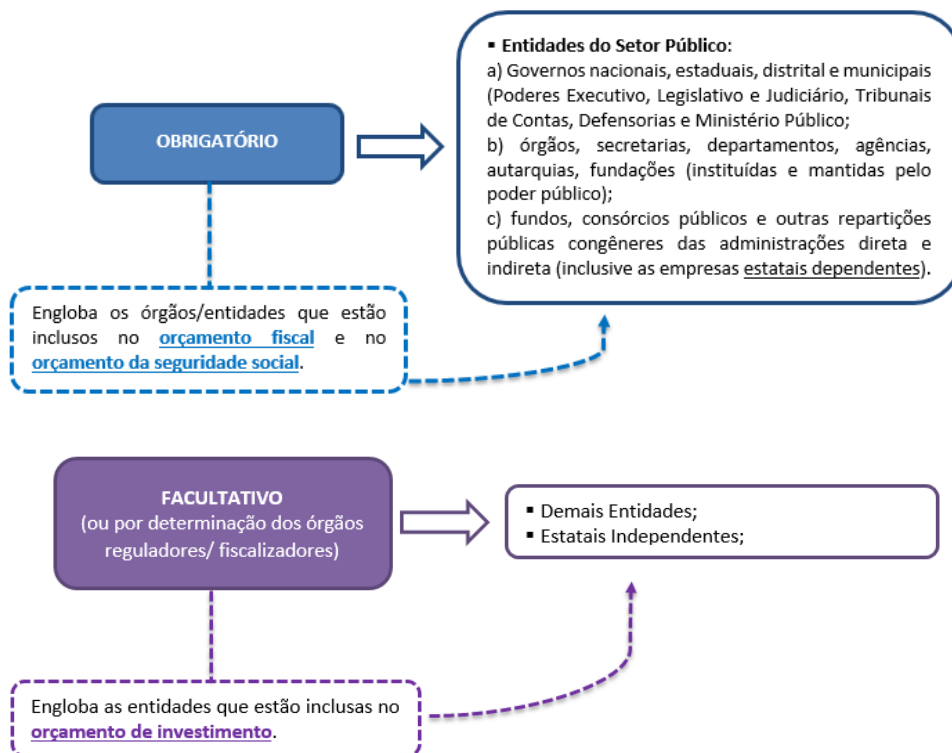 OBRIGATÓRIO
▪ Entidades do Setor Público:
a) Governos nacionais, estaduais, distrital e municipais
(Poderes Executivo, Legislativo e Judiciário, Tribunais
de Contas, Defensorias e Ministério Público;
b) órgãos, secretarias, departamentos, agências,
autarquias, fundações (instituídas e mantidas pelo
poder público);
c) fundos, consórcios públicos e outras repartições
públicas congêneres das administrações direta e
indireta (inclusive as empresas estatais dependentes).
Engloba os órgãos/entidades que estão
inclusos no orçamento fiscal e no
orçamento da seguridade social.
FACULTATIVO
(ou por determinação dos órgãos
reguladores/ fiscalizadores)
▪ Demais Entidades;
▪ Estatais Independentes;
Engloba as entidades que estão inclusas no
orçamento de investimento.